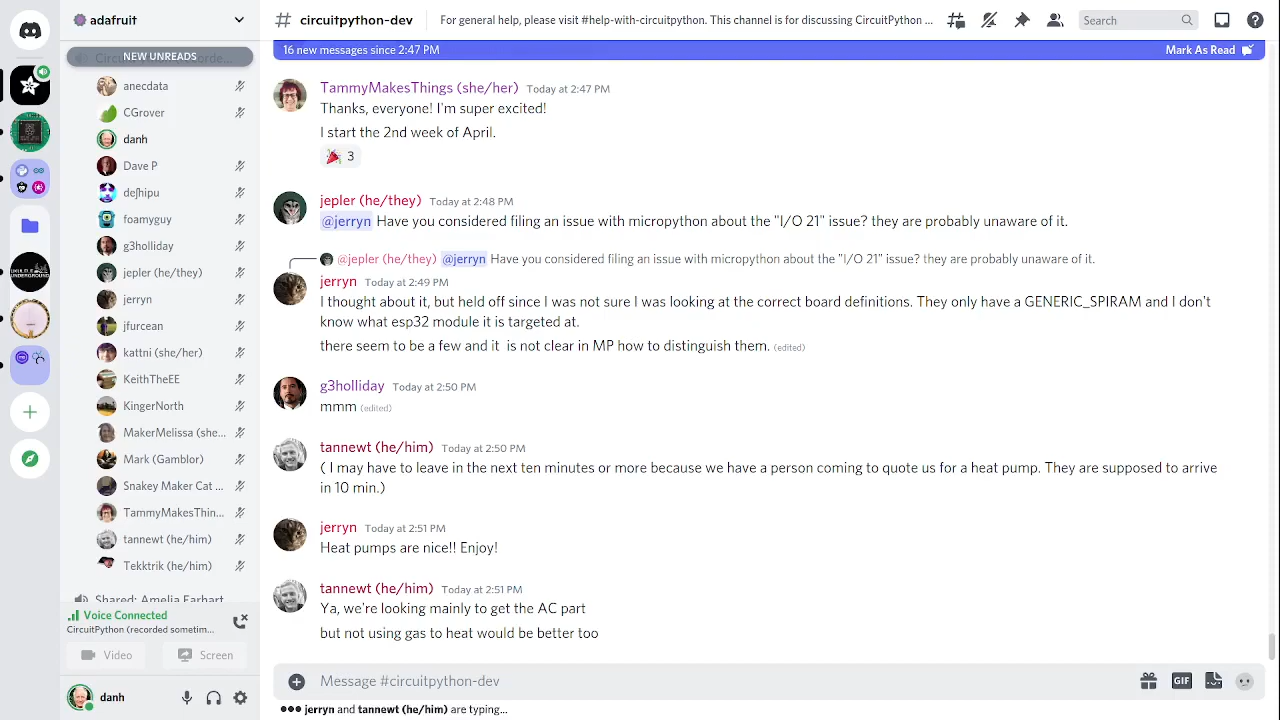 adafruit
NEW UNREADS
anecdata
CGrover
danh
Dave P
deʃhipu
foamyguy
g3holliday
jepler (he/they)
jerryn
jfurcean
kattni (she/her)
KeithTheEE
KingerNorth
MakerMelissa (she...
Mark (Gamblor)
Snakey Maker Cat ...
TammyMakesThin...
tannewt (he/him)
Tekktrik (he/him)
Shared: Amelia Earhart
Voice Connected
CircuitPython (recorded sometim...
Video
Screen
danh
# circuitpython-dev
For general help, please visit #help-with-circuitpython. This channel is for discussing CircuitPython ...
Search
16 new messages since 2:47 PM
Mark As Read
TammyMakesThings (she/her) Today at 2:47 PM
Thanks, everyone! I'm super excited!
I start the 2nd week of April.
3
jepler (he/they) Today at 2:48 PM
@jerryn Have you considered filing an issue with micropython about the "I/O 21" issue? they are probably unaware of it.
@jepler (he/they) @jerryn Have you considered filing an issue with micropython about the "I/O 21" issue? they are probably unaware of it.
jerryn Today at 2:49 PM
I thought about it, but held off since I was not sure I was looking at the correct board definitions. They only have a GENERIC_SPIRAM and I don't
know what esp32 module it is targeted at.
there seem to be a few and it is not clear in MP how to distinguish them. (edited)
g3holliday Today at 2:50 PM
mmm (edited)
tannewt (he/him) Today at 2:50 PM
( I may have to leave in the next ten minutes or more because we have a person coming to quote us for a heat pump. They are supposed to arrive
in 10 min.)
jerryn Today at 2:51 PM
Heat pumps are nice!! Enjoy!
tannewt (he/him) Today at 2:51 PM
Ya, we're looking mainly to get the AC part
but not using gas to heat would be better too
Message #circuitpython-dev
GIF
jerryn and tannewt (he/him) are typing...